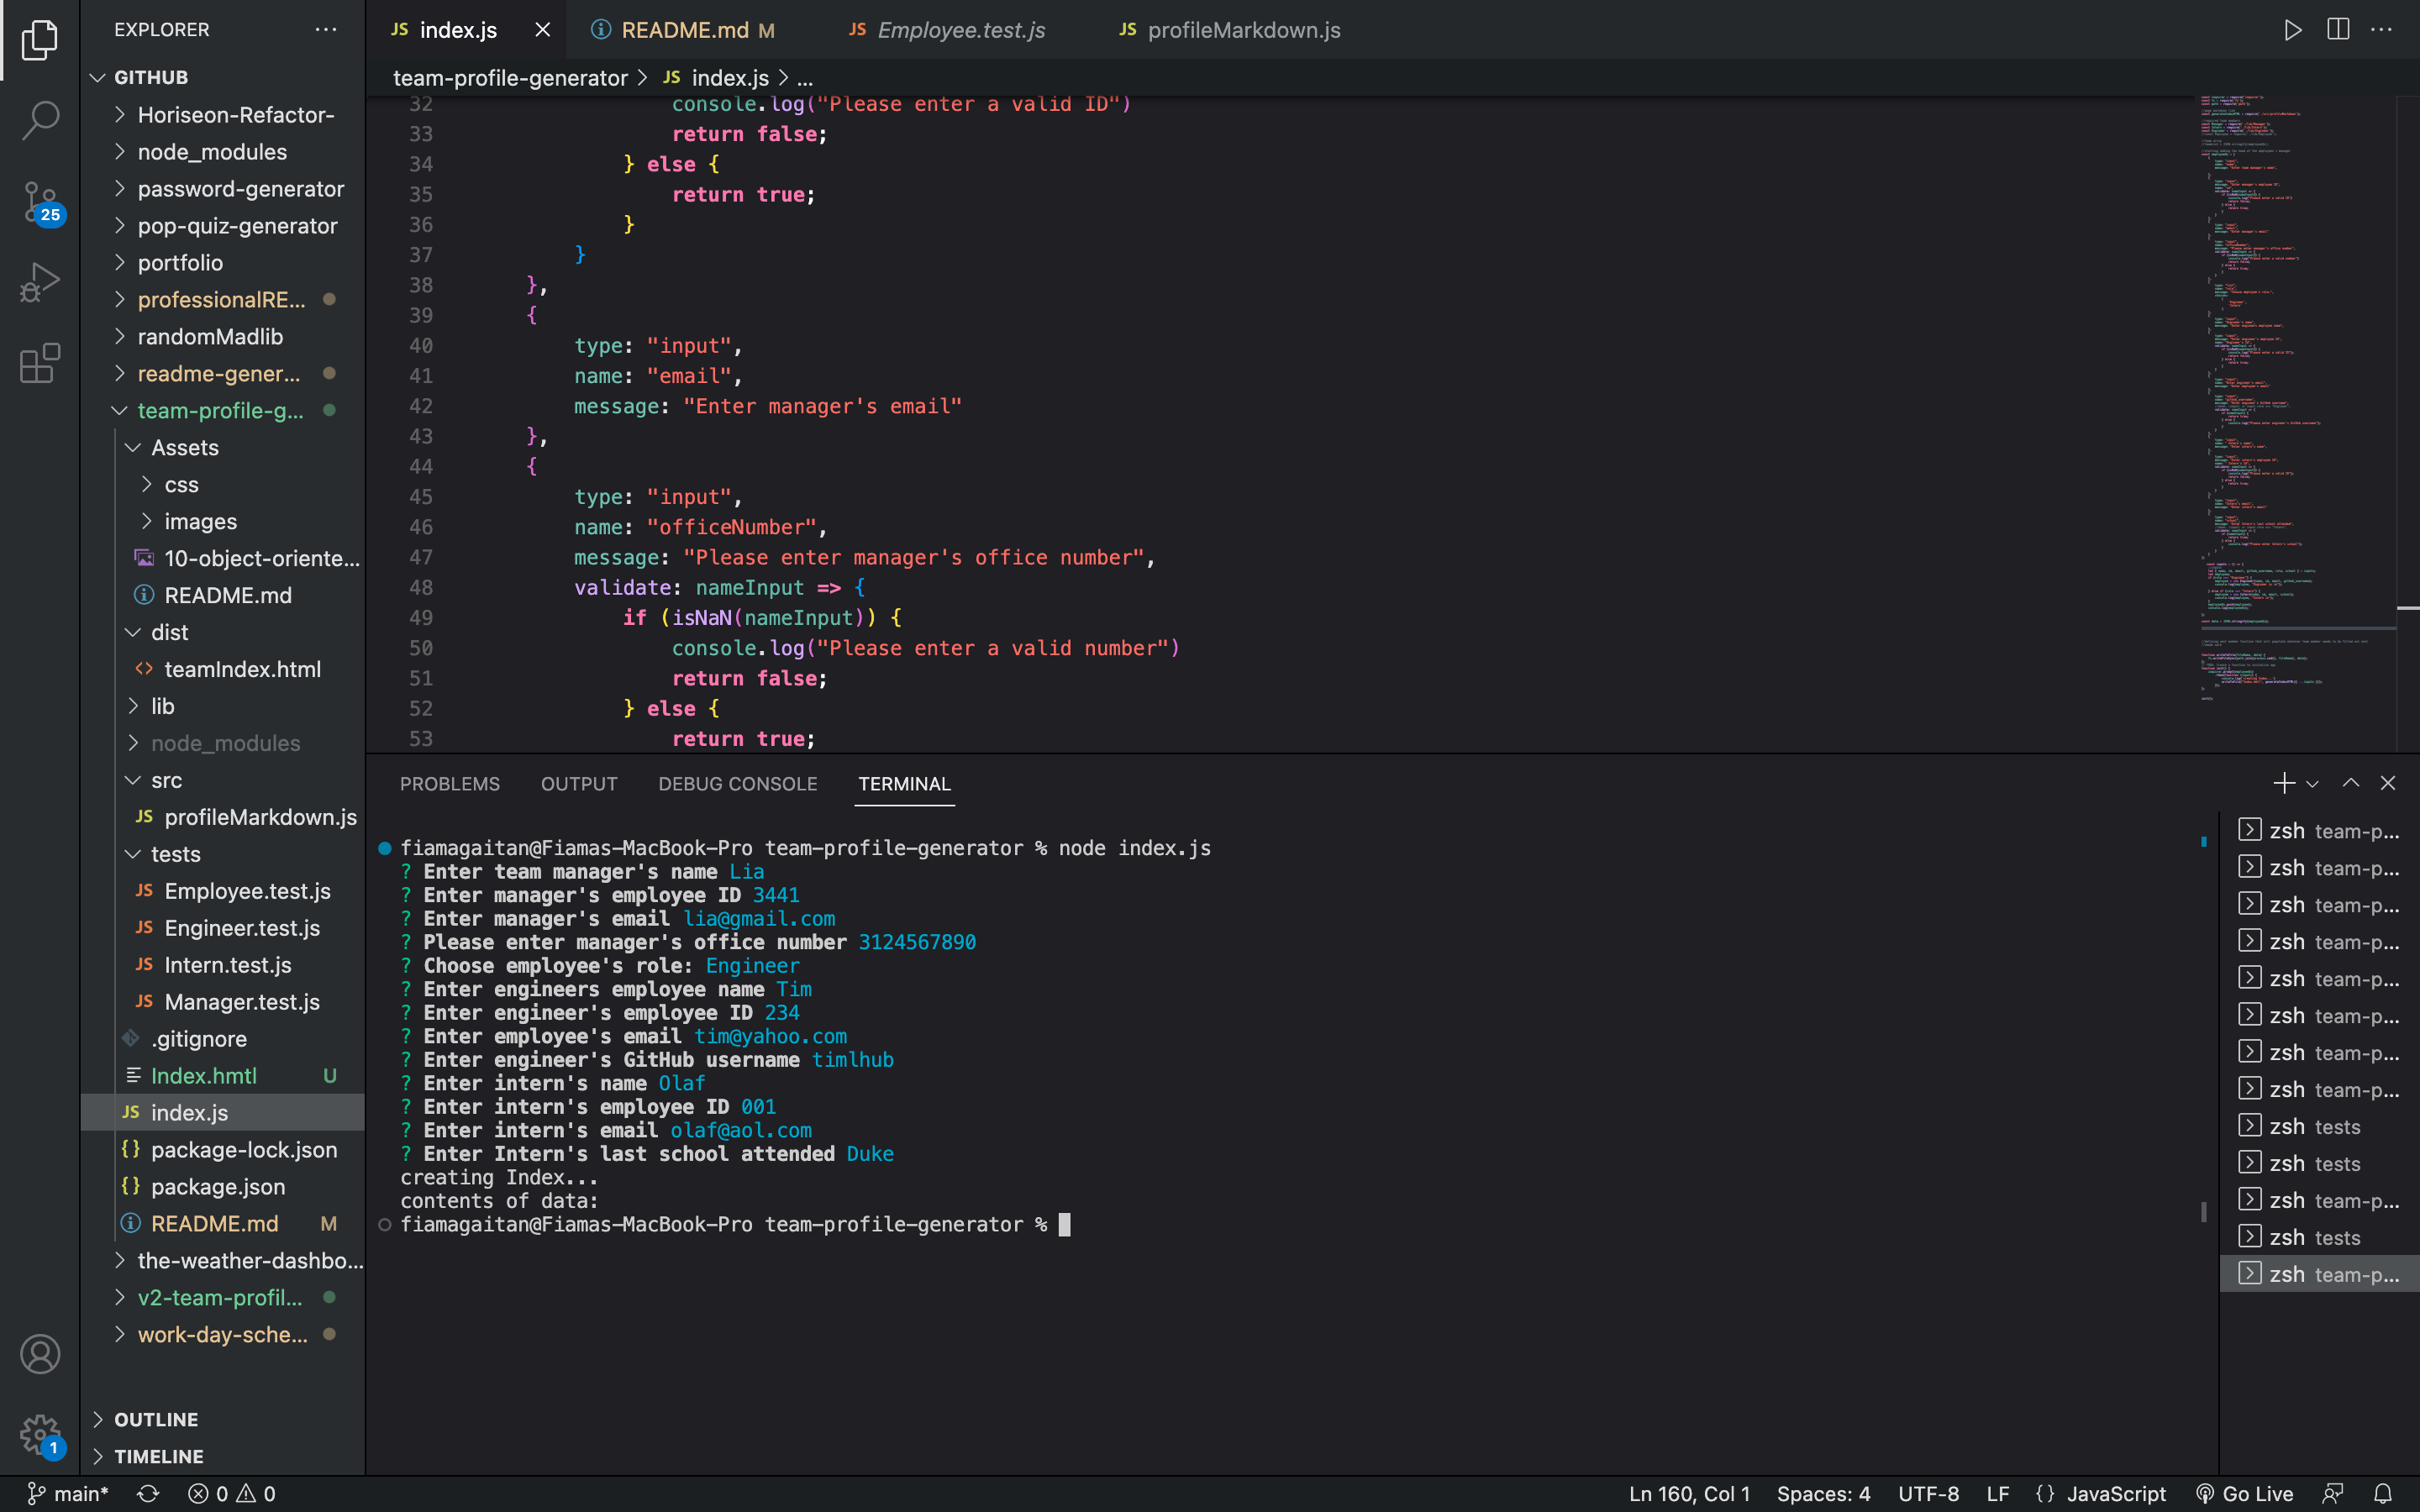 EXPLORER
GITHUB
Horiseon-Refactor-
node_modules
password-generator
pop-quiz-generator
portfolio
professionalRE...
randomMadlib
readme-gener...
team-profile-g...
Assets
css
images
10-object-oriente...
README.md
dist
teamIndex.html
lib
node_modules
src
JS profileMarkdown.js
tests
JS Employee.test.js
JS Engineer.test.js
JS Intern.test.js
JS Manager.test.js
.gitignore
Index.hmtl U
JS index.js
{} package-lock.json
{} package.json
README.md M
the-weather-dashbo...
v2-team-profil...
work-day-sche...
OUTLINE
TIMELINE
25
1
JS index.js
README.md M
JS Employee.test.js
JS profileMarkdown.js
team-profile-generator > JS index.js > ...
32 console.log("Please enter a valid ID")
33 return false;
34 } else {
35 return true;
36 }
37 }
38 },
39 {
40 type: "input",
41 name: "email",
42 message: "Enter manager's email"
43 },
44 {
45 type: "input",
46 name: "officeNumber",
47 message: "Please enter manager's office number",
48 validate: nameInput => {
49 if (isNaN(nameInput)) {
50 console.log("Please enter a valid number")
51 return false;
52 } else {
53 return true;
PROBLEMS OUTPUT DEBUG CONSOLE TERMINAL
fiamagaitan@Fiamas-MacBook-Pro team-profile-generator % node index.js
? Enter team manager's name Lia
? Enter manager's employee ID 3441
? Enter manager's email lia@gmail.com
? Please enter manager's office number 3124567890
? Choose employee's role: Engineer
? Enter engineers employee name Tim
? Enter engineer's employee ID 234
? Enter employee's email tim@yahoo.com
? Enter engineer's GitHub username timlhub
? Enter intern's name Olaf
? Enter intern's employee ID 001
? Enter intern's email olaf@aol.com
? Enter Intern's last school attended Duke
creating Index...
contents of data:
fiamagaitan@Fiamas-MacBook-Pro team-profile-generator %
zsh team-p...
zsh team-p...
zsh team-p...
zsh team-p...
zsh team-p...
zsh team-p...
zsh team-p...
zsh team-p...
zsh tests
zsh tests
zsh team-p...
zsh tests
zsh team-p...
main* 0 0
Ln 160, Col 1 Spaces: 4 UTF-8 LF {} JavaScript Go Live